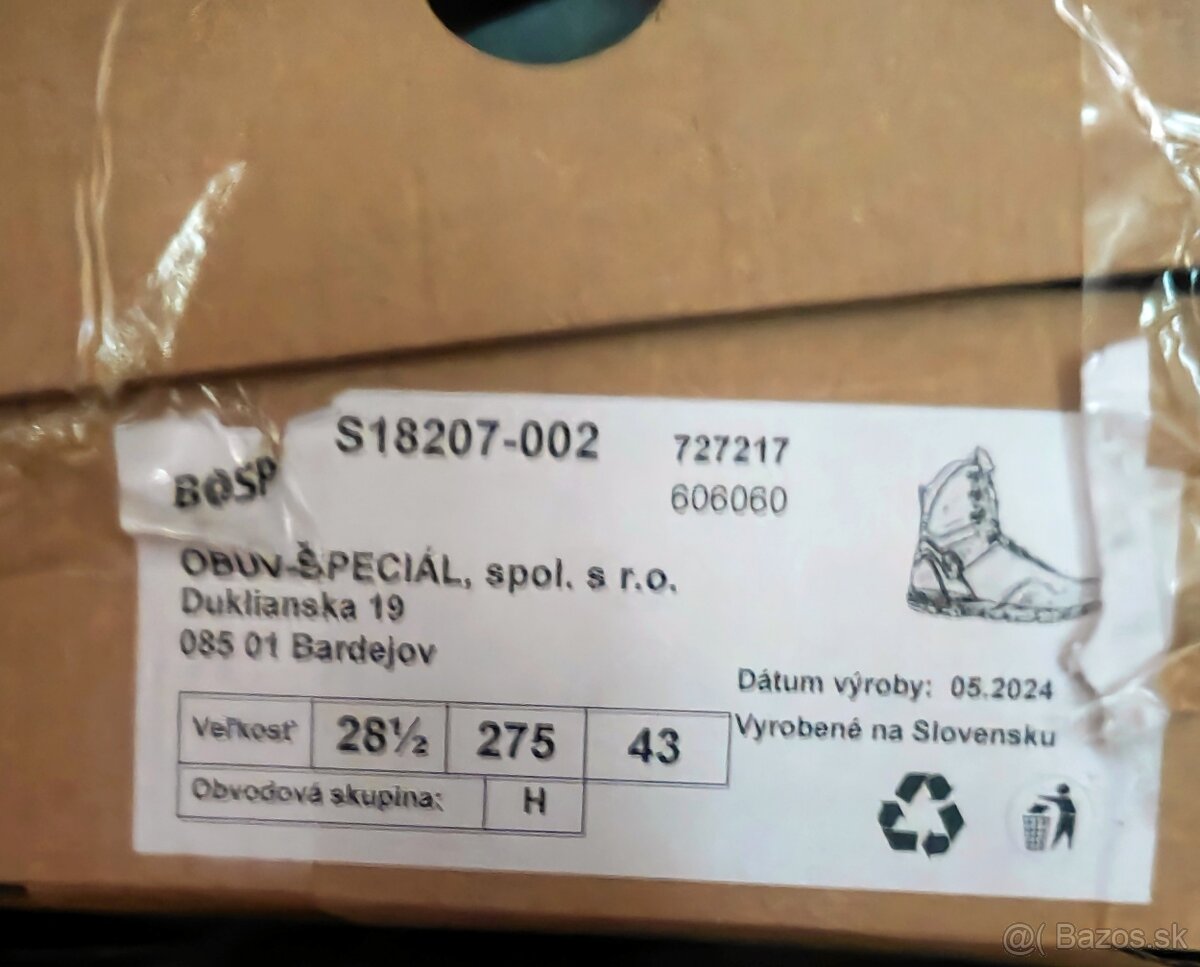 S18207-002
727217
606060
B@SP
OBUV-ŠPECIÁL, spol. s r.o.
Duklianska 19
085 01 Bardejov
Dátum výroby: 05.2024
Vyrobené na Slovensku
Veľkosť 28½ 275 43
Obvodová skupina: H
@( Bazos.sk